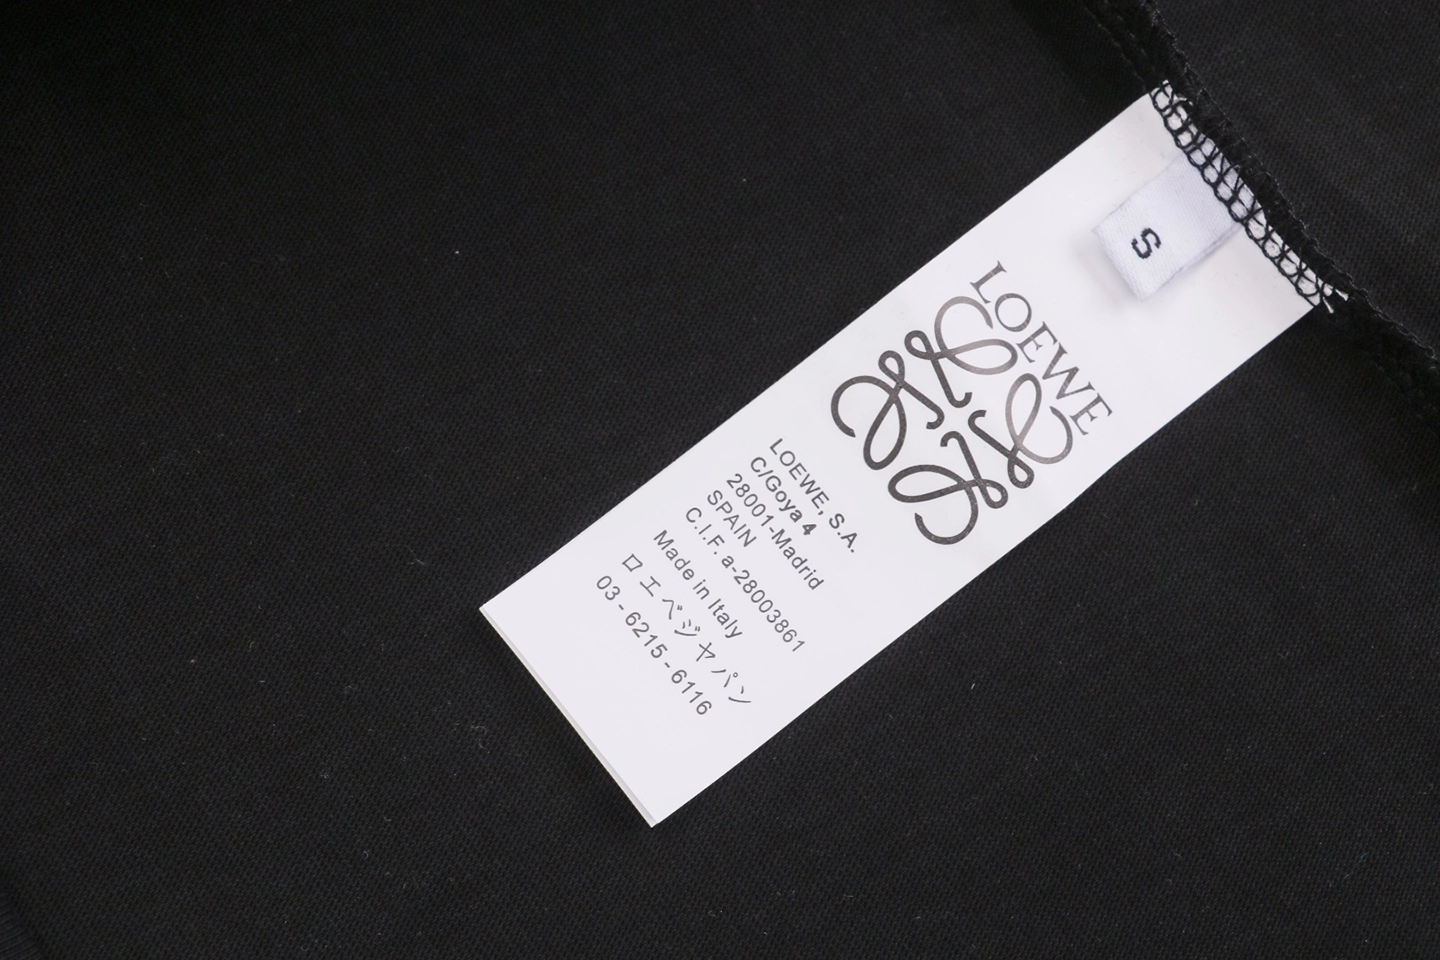 S
LOEWE
LOEWE, S.A.
C/Goya 4
28001-Madrid
SPAIN
C.I.F. a-28003861
Made in Italy
ロエベジャパン
03-6215-6116